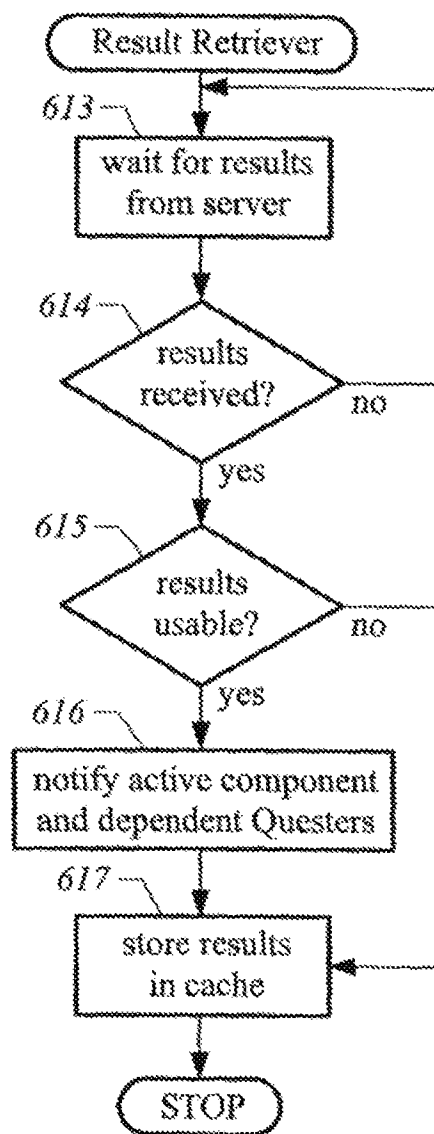 Result Retriever
613
wait for results
from server
614
results
received?
no
yes
615
results
usable?
no
yes
616
notify active component
and dependent Questers
617
store results
in cache
STOP